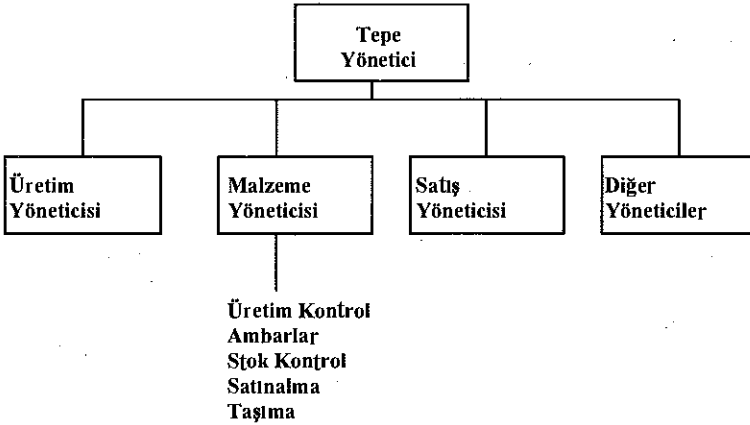 Tepe
Yönetici
Üretim
Yöneticisi
Malzeme
Yöneticisi
Satış
Yöneticisi
Diğer
Yöneticiler
Üretim Kontrol
Ambarlar
Stok Kontrol
Satınalma
Taşıma